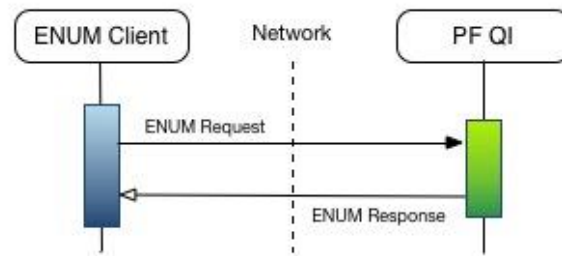 ENUM Client
Network
PF QI
ENUM Request
ENUM Response